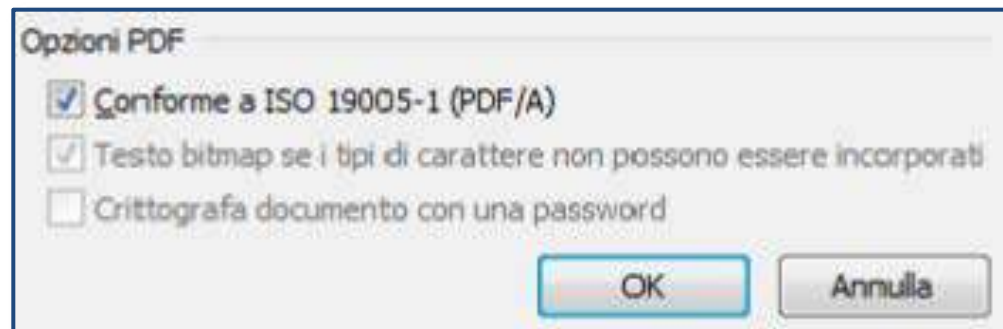 Opzioni PDF
Conforme a ISO 19005-1 (PDF/A)
Testo bitmap se i tipi di carattere non possono essere incorporati
Crittografa documento con una password
OK Annulla